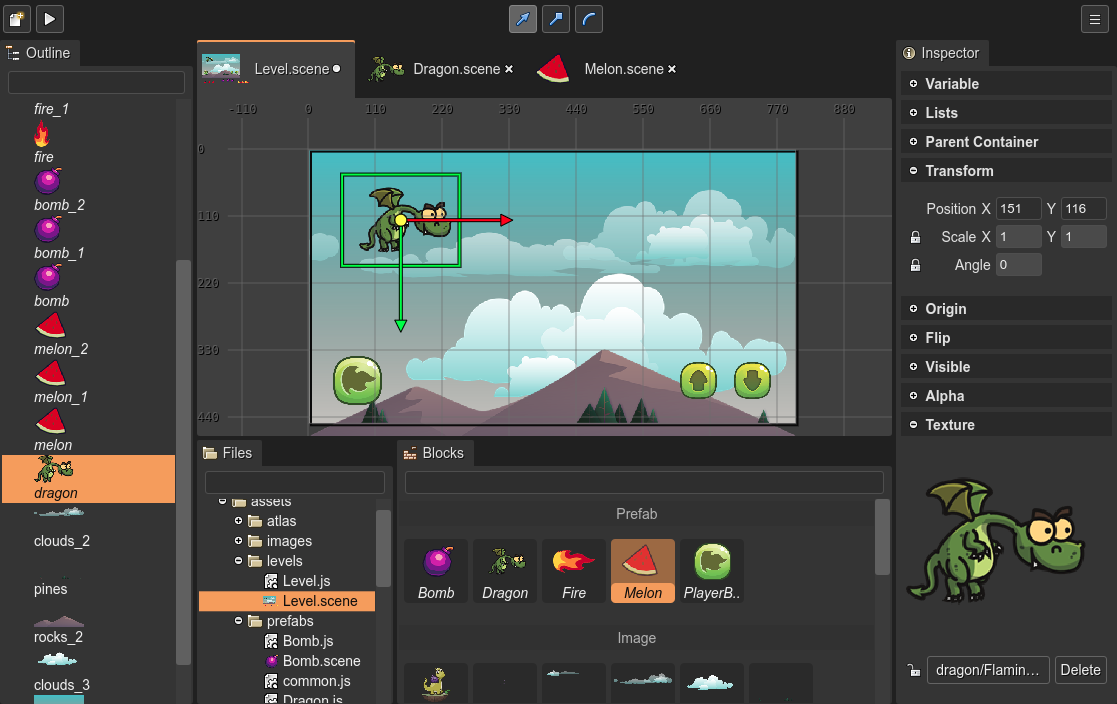 Outline
fire_1
fire
bomb_2
bomb_1
bomb
melon_2
melon_1
melon
dragon
clouds_2
pines
rocks_2
clouds_3
Level.scene
Dragon.scene
Melon.scene
-110 0 110 220 330 440 550 660 770 880
0
110
220
330
440
Files
assets
atlas
images
levels
Level.js
Level.scene
prefabs
Bomb.js
Bomb.scene
common.js
Dragon.js
Blocks
Prefab
Bomb Dragon Fire Melon PlayerB..
Image
Inspector
Variable
Lists
Parent Container
Transform
Position X 151 Y 116
Scale X 1 Y 1
Angle 0
Origin
Flip
Visible
Alpha
Texture
dragon/Flamin... Delete